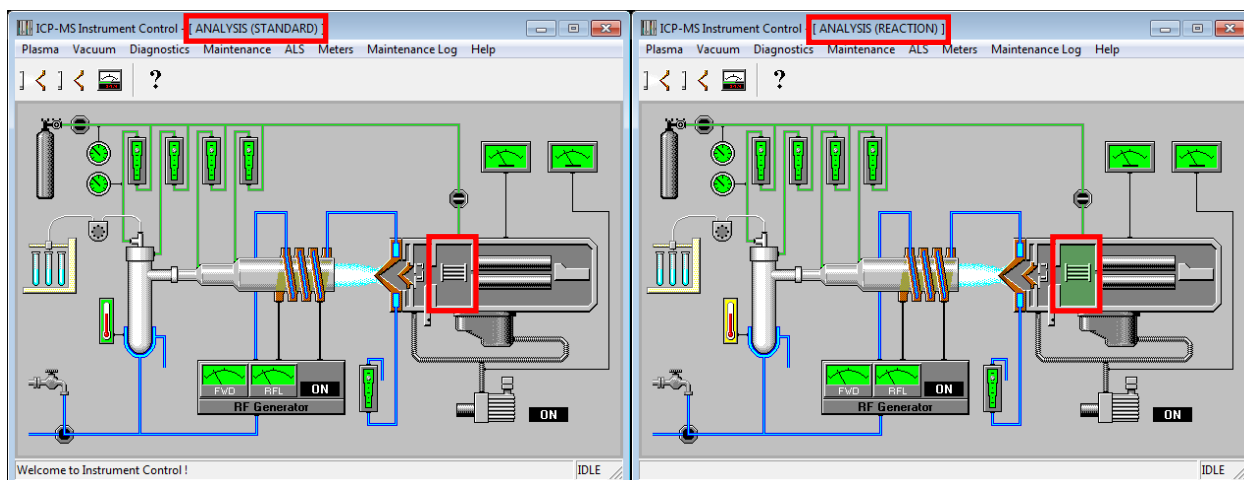 ICP-MS Instrument Control - [ ANALYSIS (STANDARD) ]
Plasma Vacuum Diagnostics Maintenance ALS Meters Maintenance Log Help
?
FWD RFL ON
RF Generator
ON
Welcome to Instrument Control ! IDLE
ICP-MS Instrument Control - [ ANALYSIS (REACTION) ]
Plasma Vacuum Diagnostics Maintenance ALS Meters Maintenance Log Help
?
FWD RFL ON
RF Generator
ON
IDLE